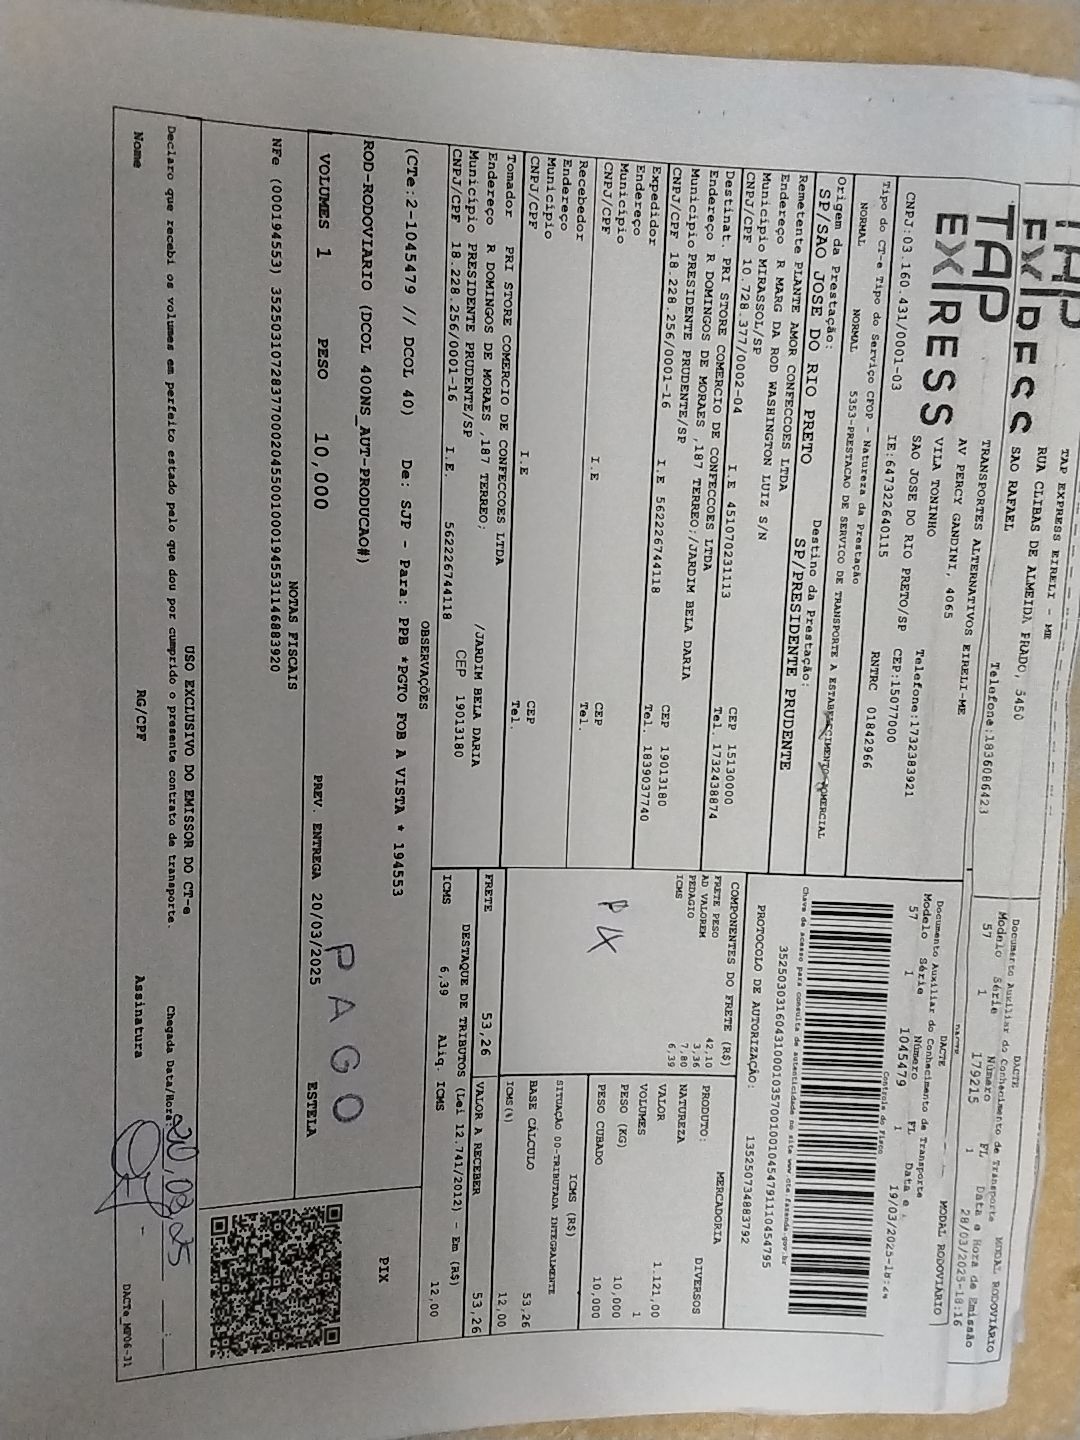 TAP EXPRESS EIRELI - ME
RUA CLIBAS DE ALMEIDA PRADO, 5450
SAO RAFAEL
Telefone:1836086423
DACTE
Documento Auxiliar do Conhecimento de Transporte
MODAL RODOVIÁRIO
Modelo Série Número FL Data e Hora de Emissão
57 1 179215 1 28/03/2025-18:16
TAP
EXPRESS
TRANSPORTES ALTERNATIVOS EIRELI-ME
AV PERCY GANDINI, 4065
VILA TONINHO
SAO JOSE DO RIO PRETO/SP
Telefone:1732383921
CEP:15077000
CNPJ:03.160.431/0001-03 IE:647322640115 RNTRC 01842966
DACTE
Documento Auxiliar do Conhecimento de Transporte
MODAL RODOVIÁRIO
Modelo Série Número FL Data e
57 1 1045479 1 19/03/2025-18:
Controle do Fisco
Tipo do CT-e Tipo do Serviço CFOP - Natureza da Prestação
NORMAL NORMAL 5353-PRESTACAO DE SERVICO DE TRANSPORTE A ESTABELECIMENTO COMERCIAL
Chave de acesso para consulta de autenticidade no site www.cte.fazenda.gov.br
35250303160431000103570010010454791110454795
PROTOCOLO DE AUTORIZAÇÃO: 135250734883792
Origem da Prestação: Destino da Prestação:
SP/SAO JOSE DO RIO PRETO SP/PRESIDENTE PRUDENTE
Remetente PLANTE AMOR CONFECCOES LTDA
Endereço R MARG DA ROD WASHINGTON LUIZ S/N
Município MIRASSOL/SP CEP 15130000
CNPJ/CPF 10.728.377/0002-04 I.E 451070231113 Tel. 1732438874
Destinat. PRI STORE COMERCIO DE CONFECCOES LTDA
Endereço R DOMINGOS DE MORAES ,187 TERREO;/JARDIM BELA DARIA
Município PRESIDENTE PRUDENTE/SP CEP 19013180
CNPJ/CPF 18.228.256/0001-16 I.E 562226744118 Tel. 1839037740
Expedidor
Endereço
Município CEP
CNPJ/CPF I.E Tel.
Recebedor
Endereço
Município CEP
CNPJ/CPF I.E Tel.
Tomador PRI STORE COMERCIO DE CONFECCOES LTDA
Endereço R DOMINGOS DE MORAES ,187 TERREO; /JARDIM BELA DARIA
Município PRESIDENTE PRUDENTE/SP CEP 19013180
CNPJ/CPF 18.228.256/0001-16 I.E. 562226744118
COMPONENTES DO FRETE (R$)
FRETE PESO 42,10
AD VALOREM 3,36
PEDAGIO 7,80
ICMS 6,39
PIX
MERCADORIA
PRODUTO: DIVERSOS
NATUREZA
VALOR 1.121,00
VOLUMES 1
PESO (KG) 10,000
PESO CUBADO 10,000
ICMS (R$)
SITUAÇÃO 00-TRIBUTADA INTEGRALMENTE
BASE CÁLCULO 53,26
ICMS(%) 12,00
FRETE 53,26 VALOR A RECEBER 53,26
DESTAQUE DE TRIBUTOS (Lei 12.741/2012) - Em (R$)
ICMS 6,39 Aliq. ICMS 12,00
OBSERVAÇÕES
(CTe:2-1045479 // DCOL 40) De: SJP - Para: PPB *PGTO FOB A VISTA * 194553
ROD-RODOVIARIO (DCOL 400NS_AUT-PRODUCAO#)
PIX
PAGO
VOLUMES 1 PESO 10,000 PREV. ENTREGA 20/03/2025 ESTELA
NOTAS FISCAIS
NFe (000194553) 35250310728377000204550010001945531146883920
USO EXCLUSIVO DO EMISSOR DO CT-e
Declaro que recebi os volumes em perfeito estado pelo que dou por cumprido o presente contrato de transporte.
Chegada Data/Hora: 20/03/25
Nome RG/CPF Assinatura
DACTe_MP06-31